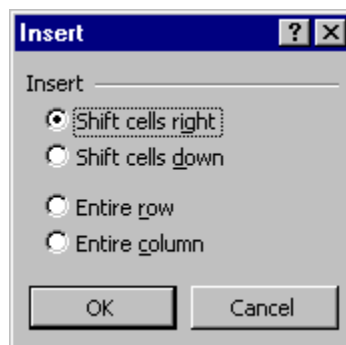 Insert ? X
Insert
Shift cells right
Shift cells down
Entire row
Entire column
OK Cancel